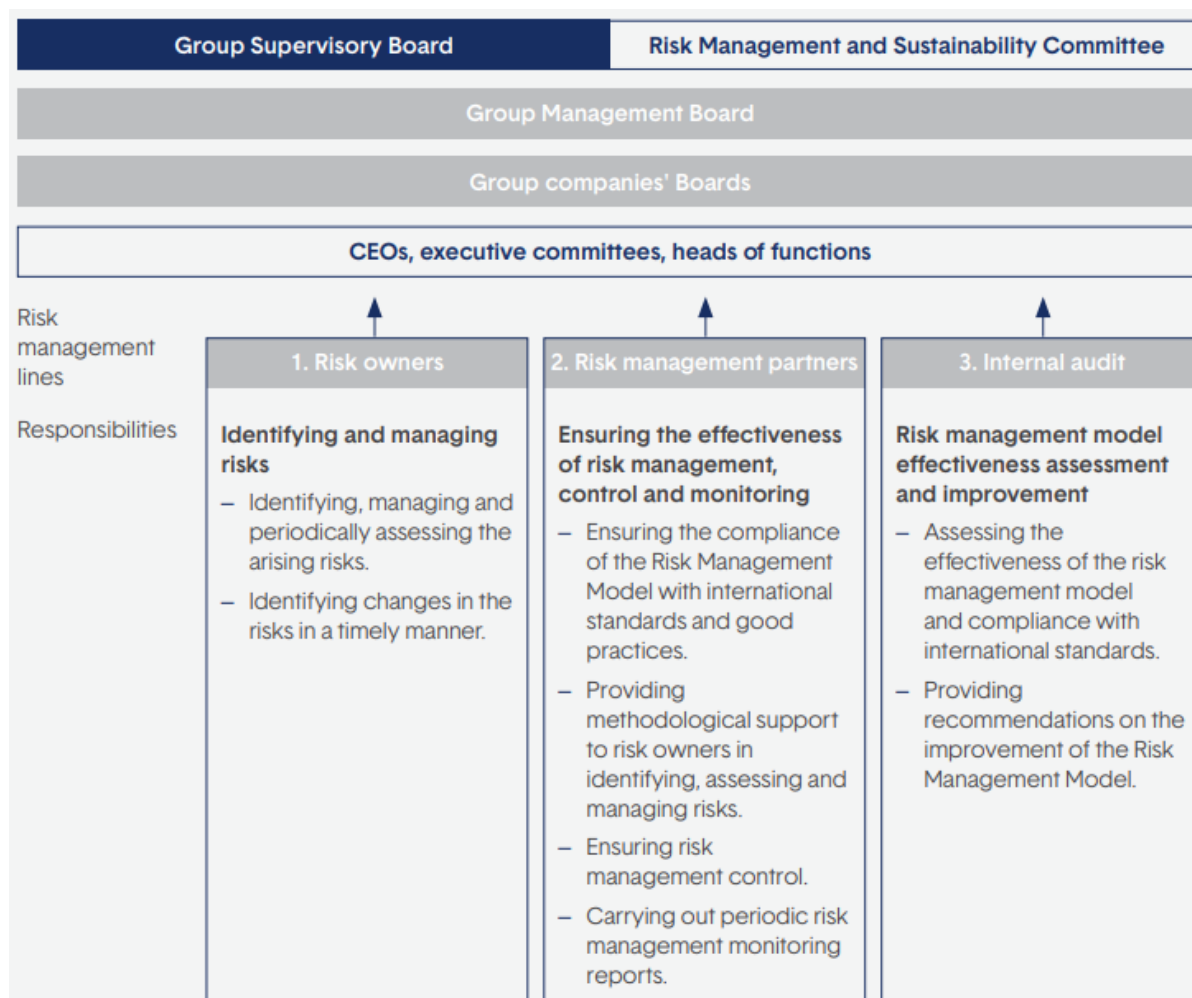 Group Supervisory Board
Risk Management and Sustainability Committee
Group Management Board
Group companies' Boards
CEOs, executive committees, heads of functions
Risk
management
lines
1. Risk owners
2. Risk management partners
3. Internal audit
Responsibilities
Identifying and managing
risks
– Identifying, managing and
periodically assessing the
arising risks.
– Identifying changes in the
risks in a timely manner.
Ensuring the effectiveness
of risk management,
control and monitoring
– Ensuring the compliance
of the Risk Management
Model with international
standards and good
practices.
– Providing
methodological support
to risk owners in
identifying, assessing and
managing risks.
– Ensuring risk
management control.
– Carrying out periodic risk
management monitoring
reports.
Risk management model
effectiveness assessment
and improvement
– Assessing the
effectiveness of the risk
management model
and compliance with
international standards.
– Providing
recommendations on the
improvement of the Risk
Management Model.